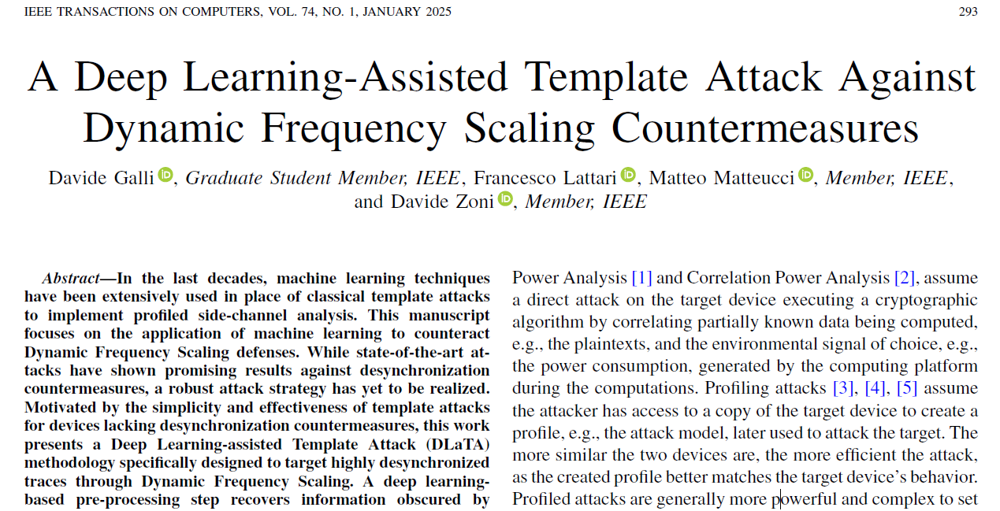 IEEE TRANSACTIONS ON COMPUTERS, VOL. 74, NO. 1, JANUARY 2025 293
A Deep Learning-Assisted Template Attack Against
Dynamic Frequency Scaling Countermeasures
Davide Galli iD, Graduate Student Member, IEEE, Francesco Lattari iD, Matteo Matteucci iD, Member, IEEE,
and Davide Zoni iD, Member, IEEE
Abstract—In the last decades, machine learning techniques
have been extensively used in place of classical template attacks
to implement profiled side-channel analysis. This manuscript
focuses on the application of machine learning to counteract
Dynamic Frequency Scaling defenses. While state-of-the-art at-
tacks have shown promising results against desynchronization
countermeasures, a robust attack strategy has yet to be realized.
Motivated by the simplicity and effectiveness of template attacks
for devices lacking desynchronization countermeasures, this work
presents a Deep Learning-assisted Template Attack (DLaTA)
methodology specifically designed to target highly desynchronized
traces through Dynamic Frequency Scaling. A deep learning-
based pre-processing step recovers information obscured by
Power Analysis [1] and Correlation Power Analysis [2], assume
a direct attack on the target device executing a cryptographic
algorithm by correlating partially known data being computed,
e.g., the plaintexts, and the environmental signal of choice, e.g.,
the power consumption, generated by the computing platform
during the computations. Profiling attacks [3], [4], [5] assume
the attacker has access to a copy of the target device to create a
profile, e.g., the attack model, later used to attack the target. The
more similar the two devices are, the more efficient the attack,
as the created profile better matches the target device's behavior.
Profiled attacks are generally more powerful and complex to set